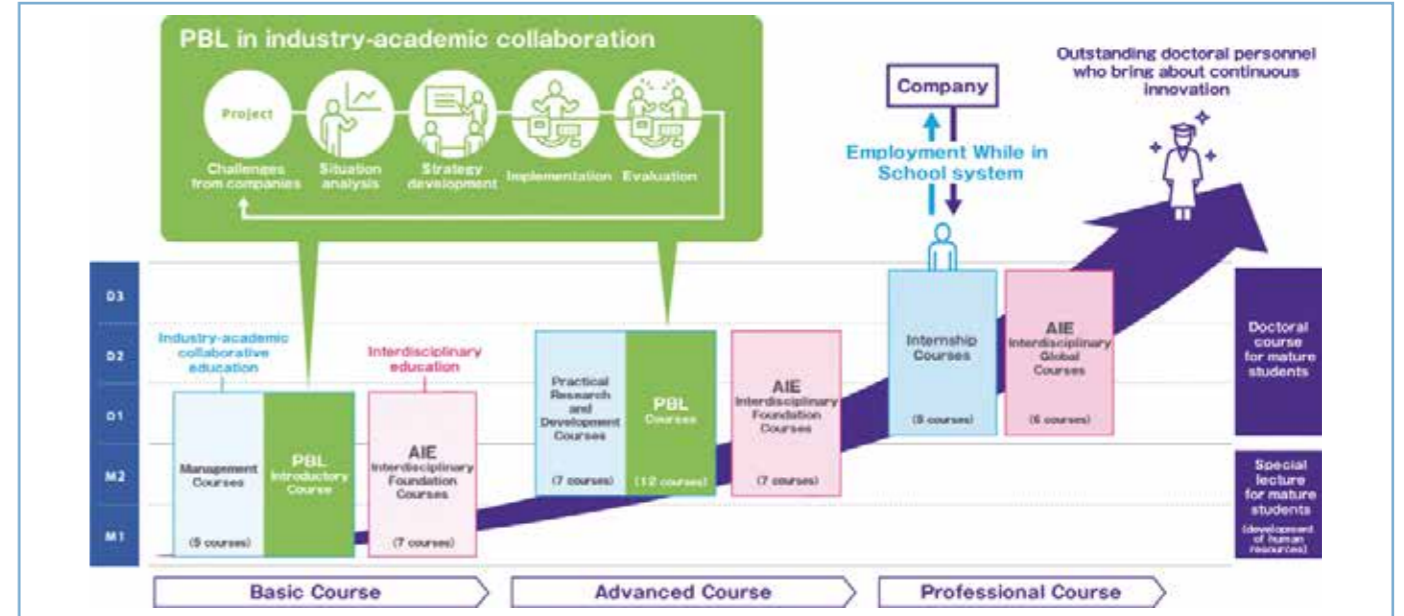 PBL in industry-academic collaboration
Project
Challenges
from companies
Situation
analysis
Strategy
development
Implementation
Evaluation
Company
Employment While in
School system
Outstanding doctoral personnel
who bring about continuous
innovation
D3
D2
D1
M2
M1
Industry-academic
collaborative
education
Management
Courses
(5 courses)
PBL
Introductory
Course
Interdisciplinary
education
AIE
Interdisciplinary
Foundation
Courses
(7 courses)
Practical
Research
and
Development
Courses
(7 courses)
PBL
Courses
(12 courses)
AIE
Interdisciplinary
Foundation
Courses
(7 courses)
Internship
Courses
courses)
AIE
Interdisciplinary
Global
Courses
(6 courses)
Doctoral
course
for mature
students
Special
lecture
for mature
students
(development
of human
resources)
Basic Course
Advanced Course
Professional Course